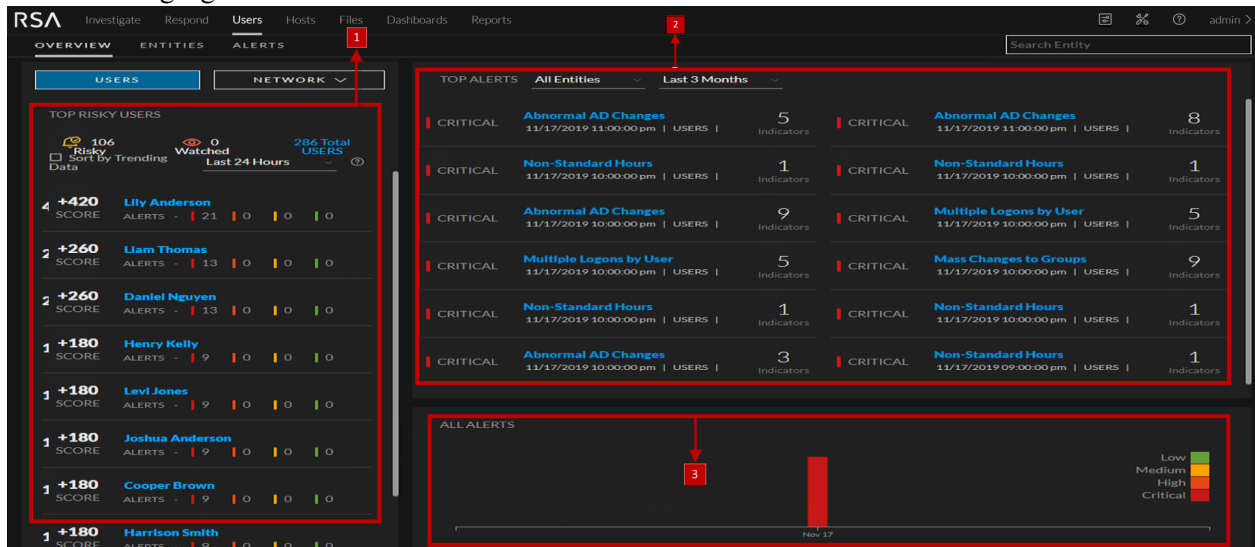 RSA Investigate Respond Users Hosts Files Dashboards Reports 2 admin >
OVERVIEW ENTITIES ALERTS 1 Search Entity
USERS NETWORK
TOP RISKY USERS
106 Risky 0 Watched 286 Total USERS
Sort by Trending Data Last 24 Hours
+420 SCORE Lily Anderson
ALERTS - 21 0 0 0
+260 SCORE Liam Thomas
ALERTS - 13 0 0 0
+260 SCORE Daniel Nguyen
ALERTS - 13 0 0 0
+180 SCORE Henry Kelly
ALERTS - 9 0 0 0
+180 SCORE Levi Jones
ALERTS - 9 0 0 0
+180 SCORE Joshua Anderson
ALERTS - 9 0 0 0
+180 SCORE Cooper Brown
ALERTS - 9 0 0 0
+180 SCORE Harrison Smith
ALERTS - 9 0 0 0
TOP ALERTS All Entities Last 3 Months
CRITICAL Abnormal AD Changes 5 Indicators
11/17/2019 11:00:00 pm | USERS |
CRITICAL Abnormal AD Changes 8 Indicators
11/17/2019 11:00:00 pm | USERS |
CRITICAL Non-Standard Hours 1 Indicators
11/17/2019 10:00:00 pm | USERS |
CRITICAL Non-Standard Hours 1 Indicators
11/17/2019 10:00:00 pm | USERS |
CRITICAL Abnormal AD Changes 9 Indicators
11/17/2019 10:00:00 pm | USERS |
CRITICAL Multiple Logons by User 5 Indicators
11/17/2019 10:00:00 pm | USERS |
CRITICAL Multiple Logons by User 5 Indicators
11/17/2019 10:00:00 pm | USERS |
CRITICAL Mass Changes to Groups 9 Indicators
11/17/2019 10:00:00 pm | USERS |
CRITICAL Non-Standard Hours 1 Indicators
11/17/2019 10:00:00 pm | USERS |
CRITICAL Non-Standard Hours 1 Indicators
11/17/2019 10:00:00 pm | USERS |
CRITICAL Abnormal AD Changes 3 Indicators
11/17/2019 10:00:00 pm | USERS |
CRITICAL Non-Standard Hours 1 Indicators
11/17/2019 09:00:00 pm | USERS |
ALL ALERTS
3
Low
Medium
High
Critical
Nov 17